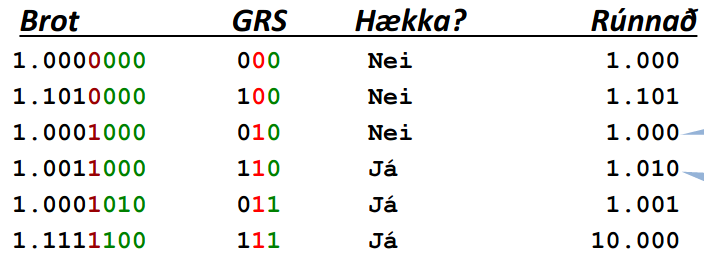 Brot GRS Hækka? Rúnnað
1.0000000 000 Nei 1.000
1.1010000 100 Nei 1.101
1.0001000 010 Nei 1.000
1.0011000 110 Já 1.010
1.0001010 011 Já 1.001
1.1111100 111 Já 10.000